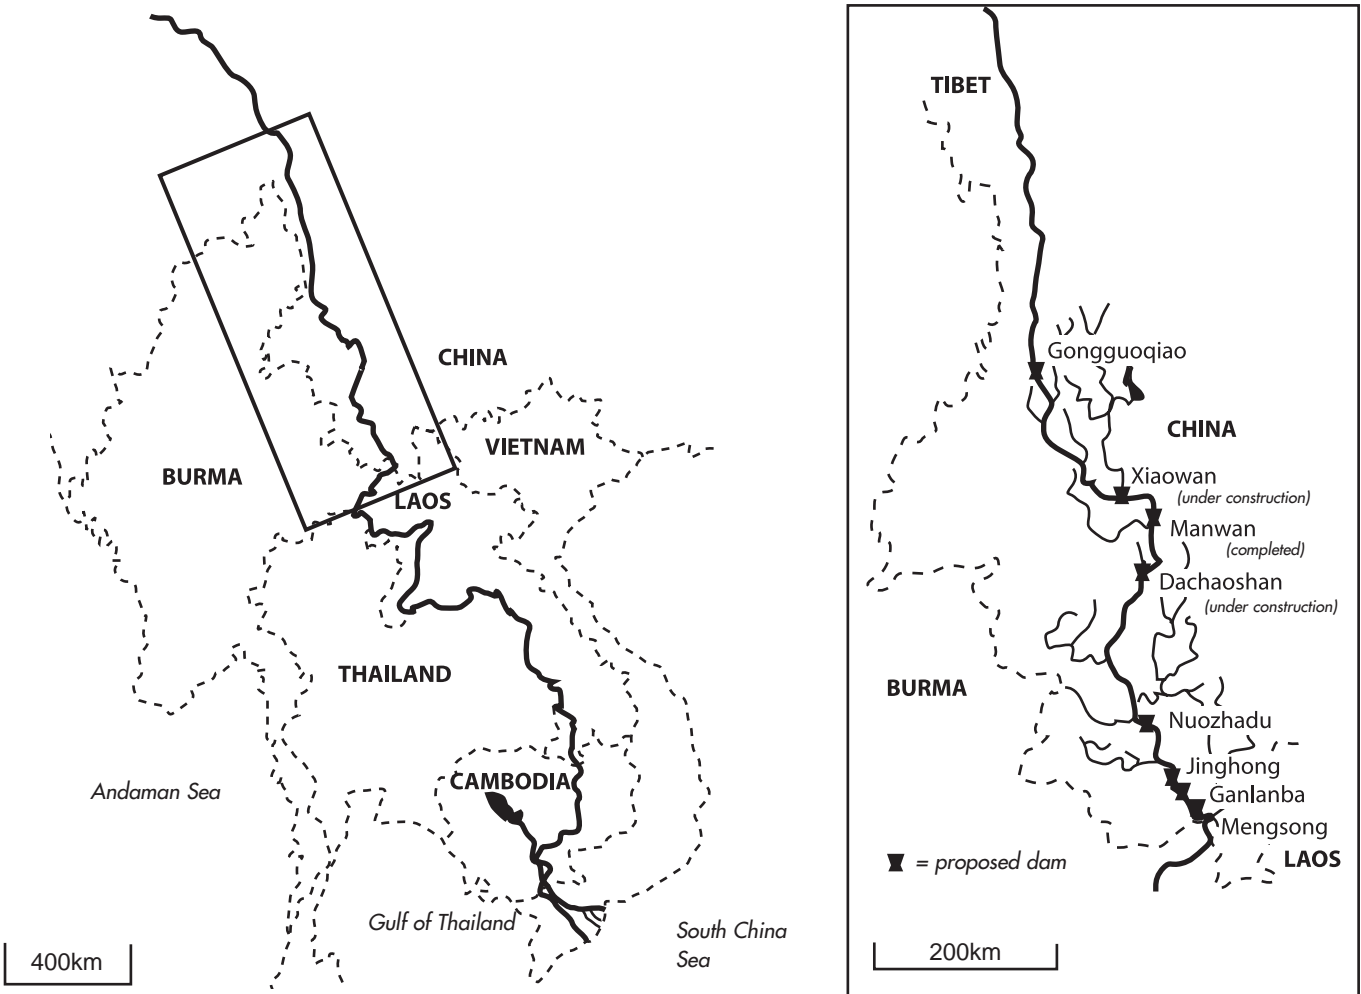 CHINA
VIETNAM
BURMA
LAOS
THAILAND
CAMBODIA
Andaman Sea
Gulf of Thailand
South China
Sea
400km
TIBET
Gongguoqiao
CHINA
Xiaowan
(under construction)
Manwan
(completed)
Dachaoshan
(under construction)
BURMA
Nuozhadu
Jinghong
Ganlanba
Mengsong
LAOS
= proposed dam
200km